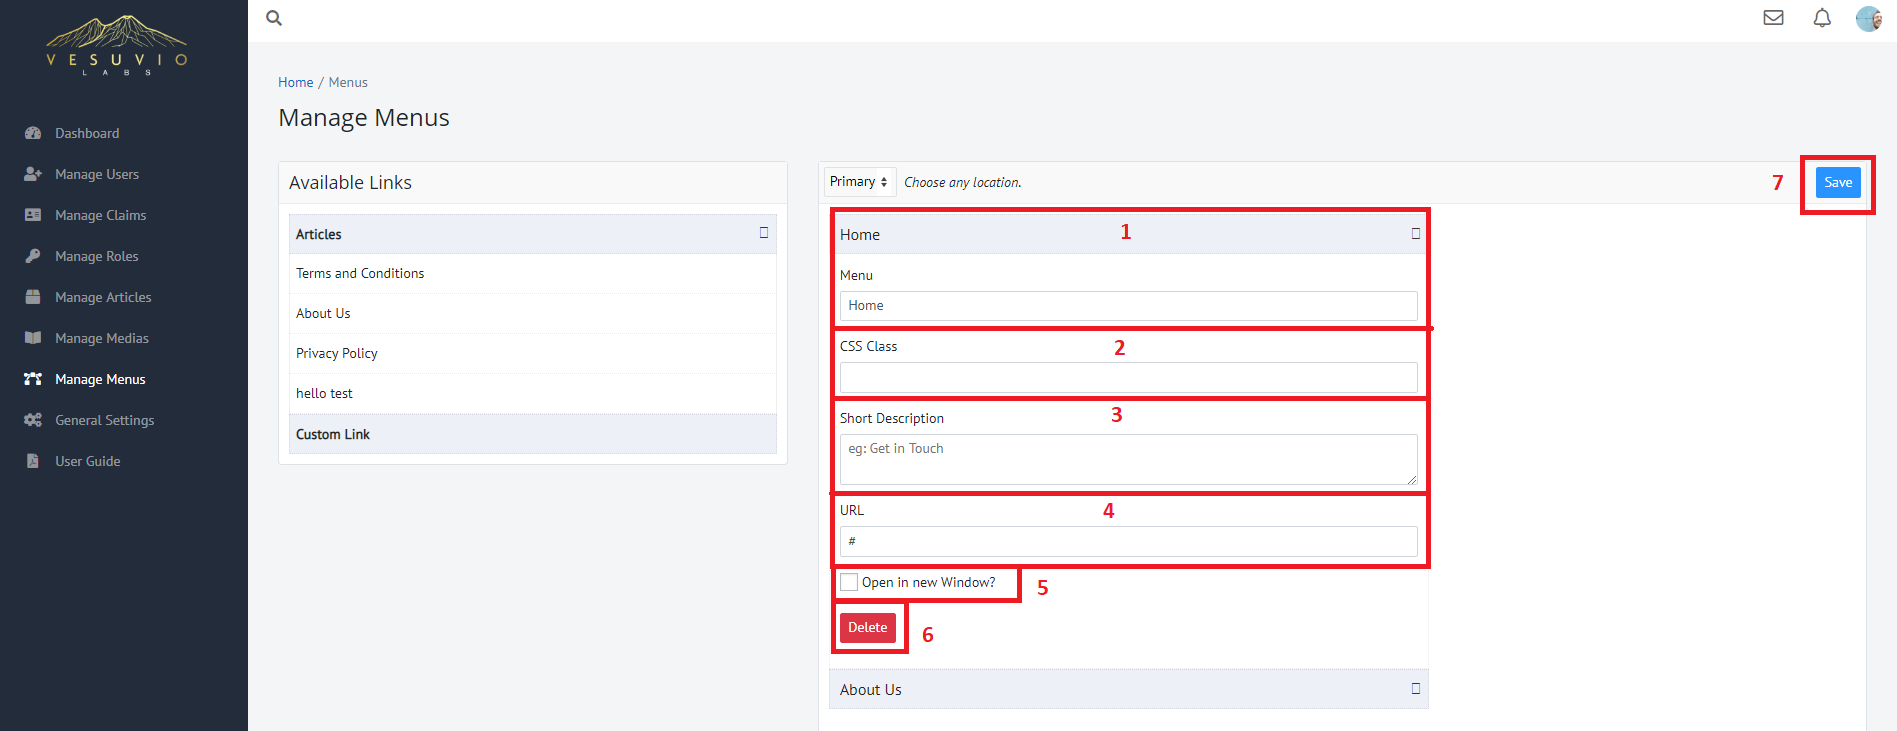 VESUVIO
LABS
Home / Menus
Manage Menus
Dashboard
Manage Users
Manage Claims
Manage Roles
Manage Articles
Manage Medias
Manage Menus
General Settings
User Guide
Available Links
Articles
Terms and Conditions
About Us
Privacy Policy
hello test
Custom Link
Primary Choose any location. 7 Save
Home 1
Menu
Home
CSS Class 2
Short Description 3
eg: Get in Touch
URL 4
#
Open in new Window? 5
Delete 6
About Us